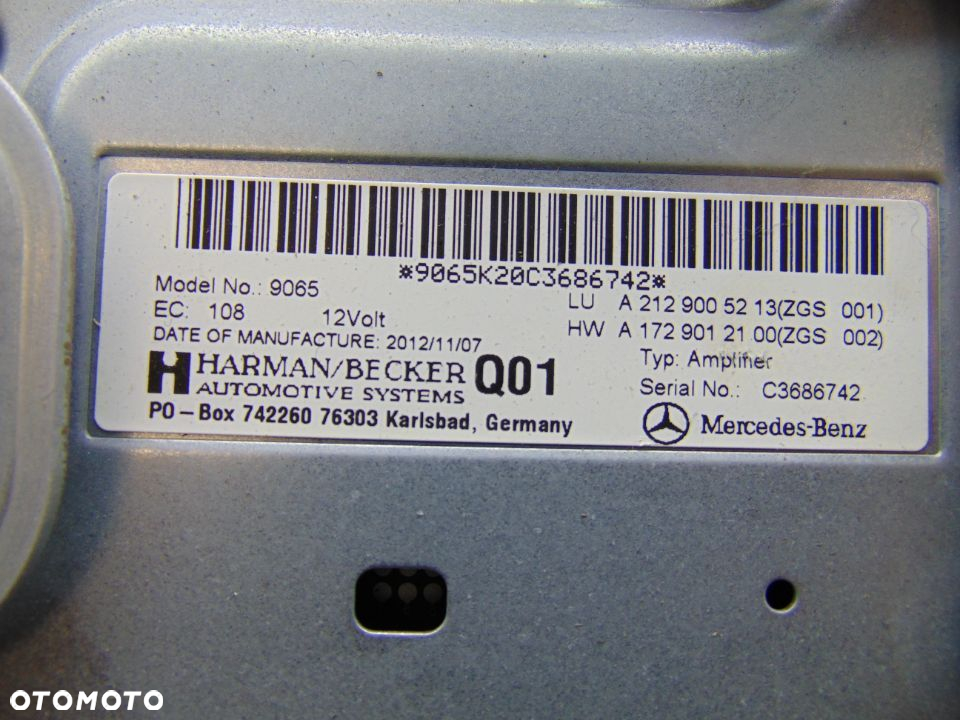 *9065K20C3686742*
Model No.: 9065
LU A 212 900 52 13(ZGS 001)
EC: 108 12Volt
HW A 172 901 21 00(ZGS 002)
DATE OF MANUFACTURE: 2012/11/07
Typ: Amplifier
HARMAN/BECKER Q01
AUTOMOTIVE SYSTEMS
Serial No.: C3686742
PO-Box 742260 76303 Karlsbad, Germany
Mercedes-Benz
OTOMOTO